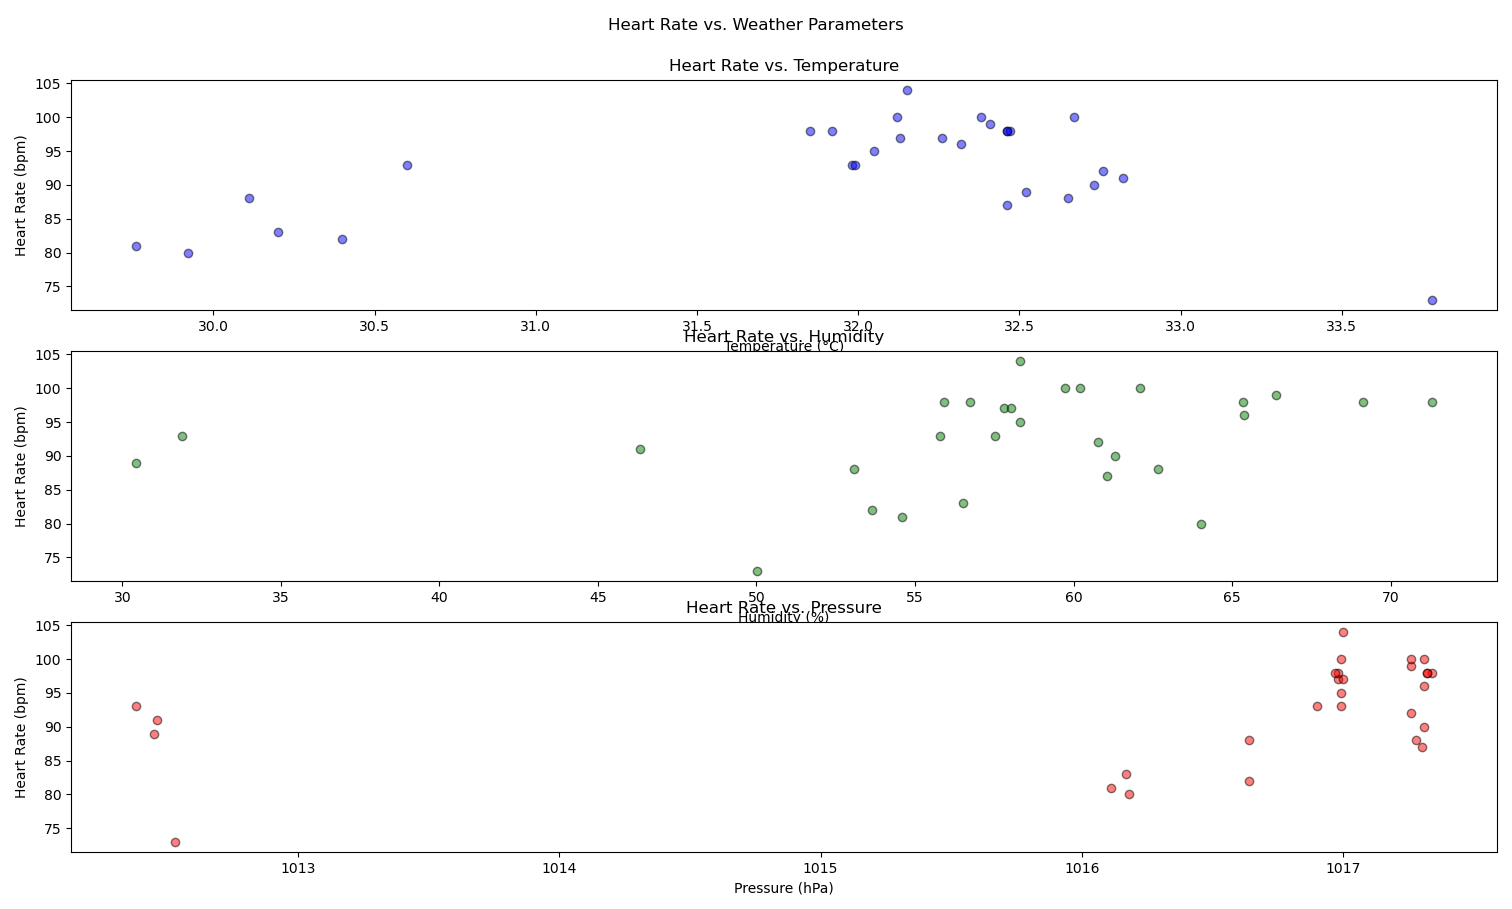 Heart Rate vs. Weather Parameters
Heart Rate vs. Temperature
Heart Rate (bpm)
105
100
95
90
85
80
75
30.0 30.5 31.0 31.5 32.0 32.5 33.0 33.5
Temperature (°C)
Heart Rate vs. Humidity
Heart Rate (bpm)
105
100
95
90
85
80
75
30 35 40 45 50 55 60 65 70
Humidity (%)
Heart Rate vs. Pressure
Heart Rate (bpm)
105
100
95
90
85
80
75
1013 1014 1015 1016 1017
Pressure (hPa)